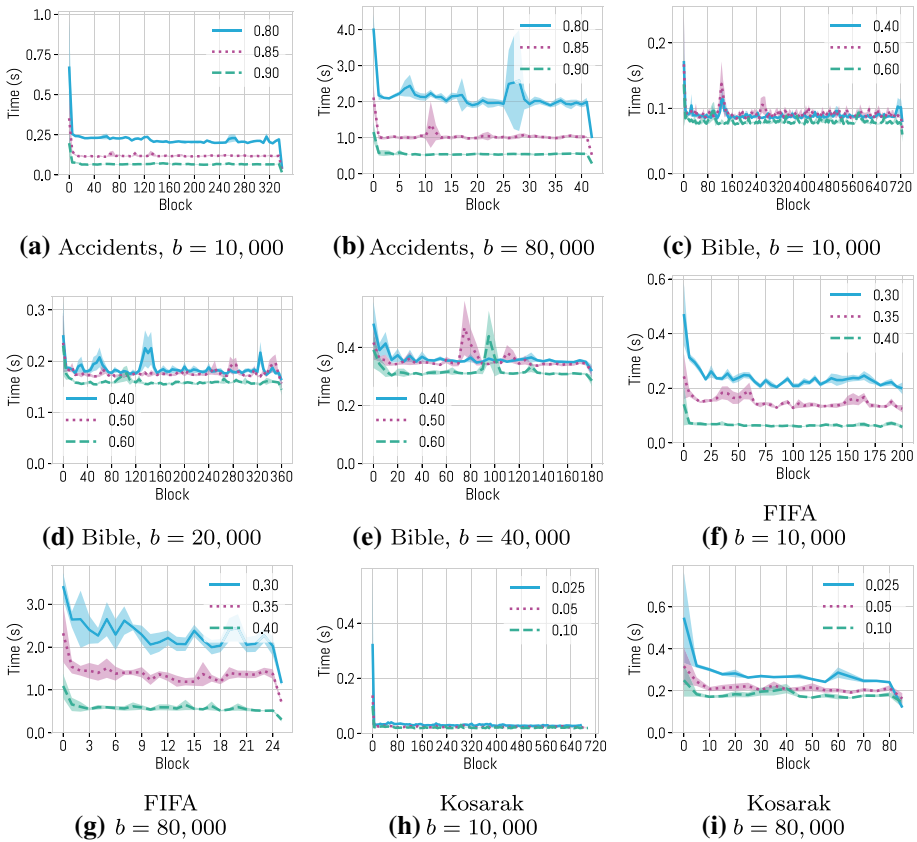 1.0
0.75
0.50
0.25
0.0
Time (s)
0 40 80 120 160 200 240 280 320
Block
0.80
0.85
0.90
(a) Accidents, b = 10,000
4.0
3.0
2.0
1.0
0.0
Time (s)
0 5 10 15 20 25 30 35 40
Block
0.80
0.85
0.90
(b) Accidents, b = 80,000
0.2
0.1
0.0
Time (s)
0 80 160 240 320 400 480 560 640 720
Block
0.40
0.50
0.60
(c) Bible, b = 10,000
0.3
0.2
0.1
0.0
Time (s)
0 40 80 120 160 200 240 280 320 360
Block
0.40
0.50
0.60
(d) Bible, b = 20,000
0.4
0.2
0.0
Time (s)
0 20 40 60 80 100 120 140 160 180
Block
0.40
0.50
0.60
(e) Bible, b = 40,000
0.6
0.4
0.2
0.0
Time (s)
0 25 50 75 100 125 150 175 200
Block
0.30
0.35
0.40
FIFA
(f) b = 10,000
3.0
2.0
1.0
0.0
Time (s)
0 3 6 9 12 15 18 21 24
Block
0.30
0.35
0.40
FIFA
(g) b = 80,000
0.4
0.2
0.0
Time (s)
0 80 160 240 320 400 480 560 640 720
Block
0.025
0.05
0.10
Kosarak
(h) b = 10,000
0.6
0.4
0.2
0.0
Time (s)
0 10 20 30 40 50 60 70 80
Block
0.025
0.05
0.10
Kosarak
(i) b = 80,000